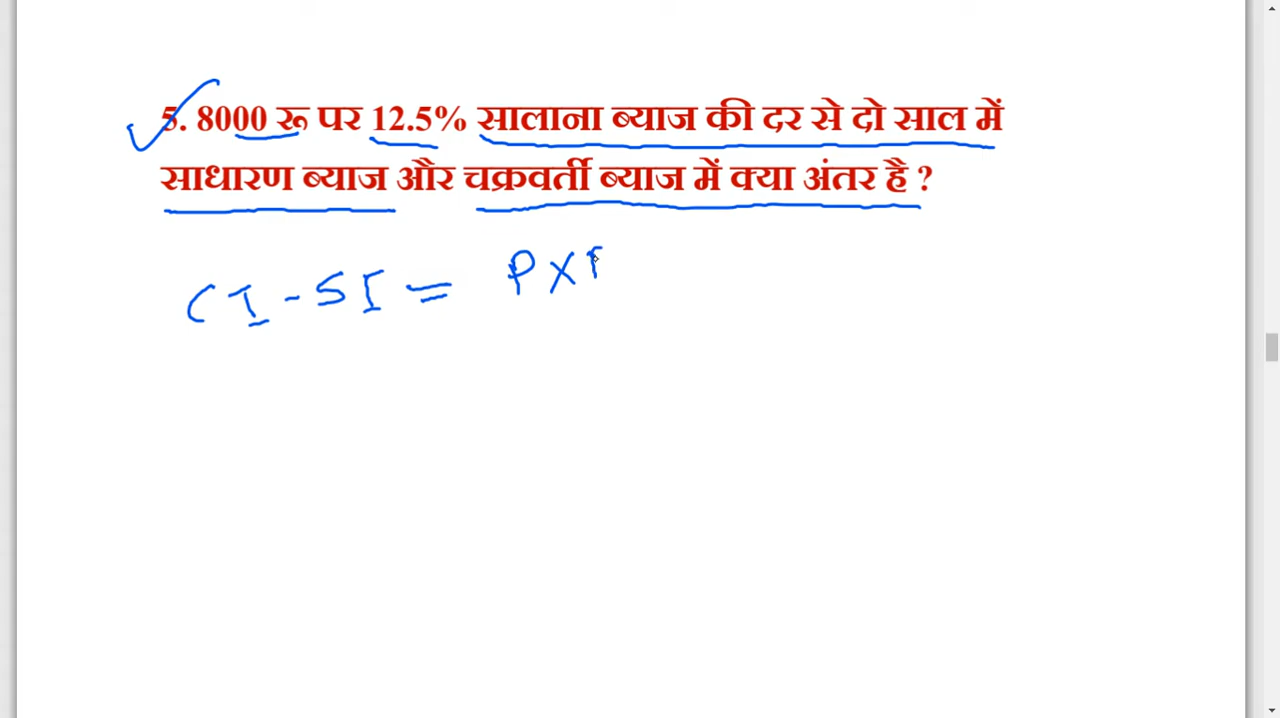 5. 8000 रू पर 12.5% सालाना ब्याज की दर से दो साल में
साधारण ब्याज और चक्रवर्ती ब्याज में क्या अंतर है ?
CI - SI = P X